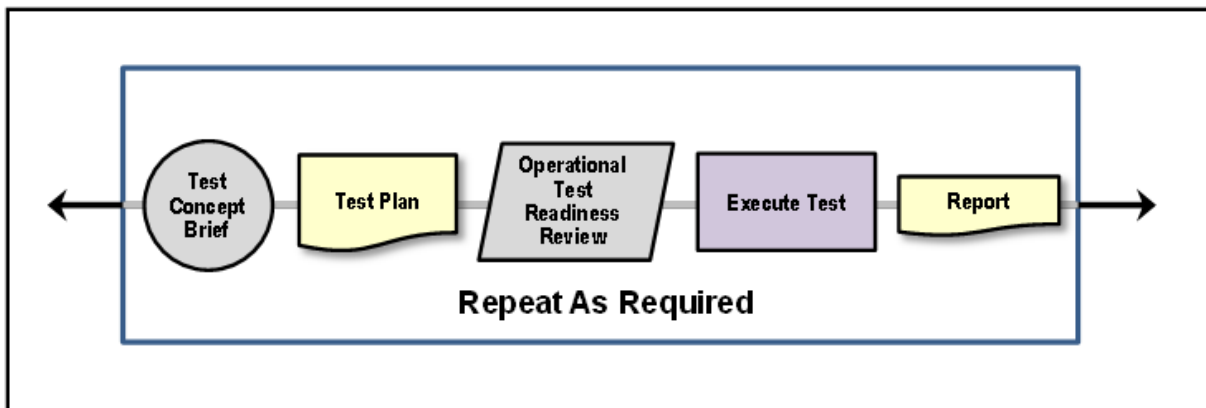 Test
Concept
Brief
Test Plan
Operational
Test
Readiness
Review
Execute Test
Report
Repeat As Required